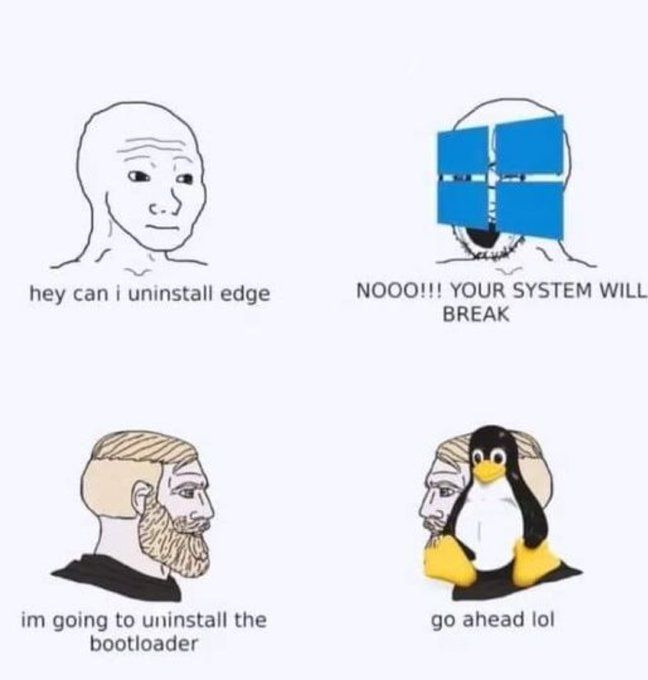 hey can i uninstall edge
NOOO!!! YOUR SYSTEM WILL
BREAK
im going to uninstall the
bootloader
go ahead lol